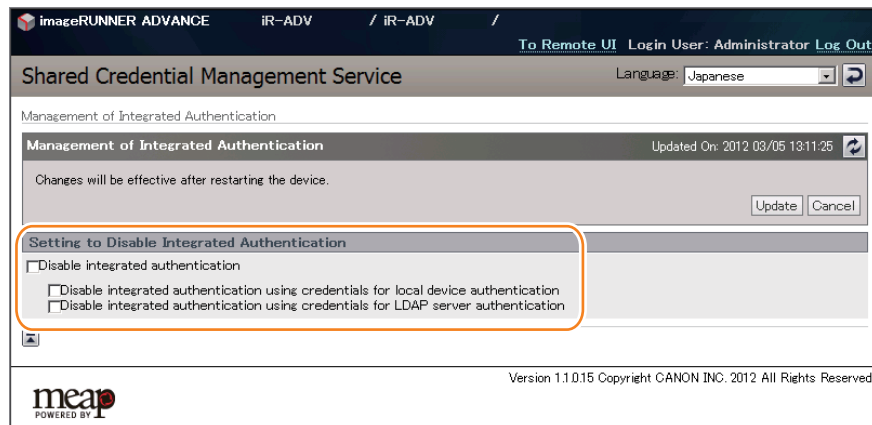 imageRUNNER ADVANCE iR-ADV / iR-ADV /
To Remote UI Login User: Administrator Log Out
Shared Credential Management Service Language: Japanese
Management of Integrated Authentication
Management of Integrated Authentication Updated On: 2012 03/05 13:11:25
Changes will be effective after restarting the device.
Update Cancel
Setting to Disable Integrated Authentication
Disable integrated authentication
Disable integrated authentication using credentials for local device authentication
Disable integrated authentication using credentials for LDAP server authentication
Version 1.1.0.15 Copyright CANON INC. 2012 All Rights Reserved
meap
POWERED BY